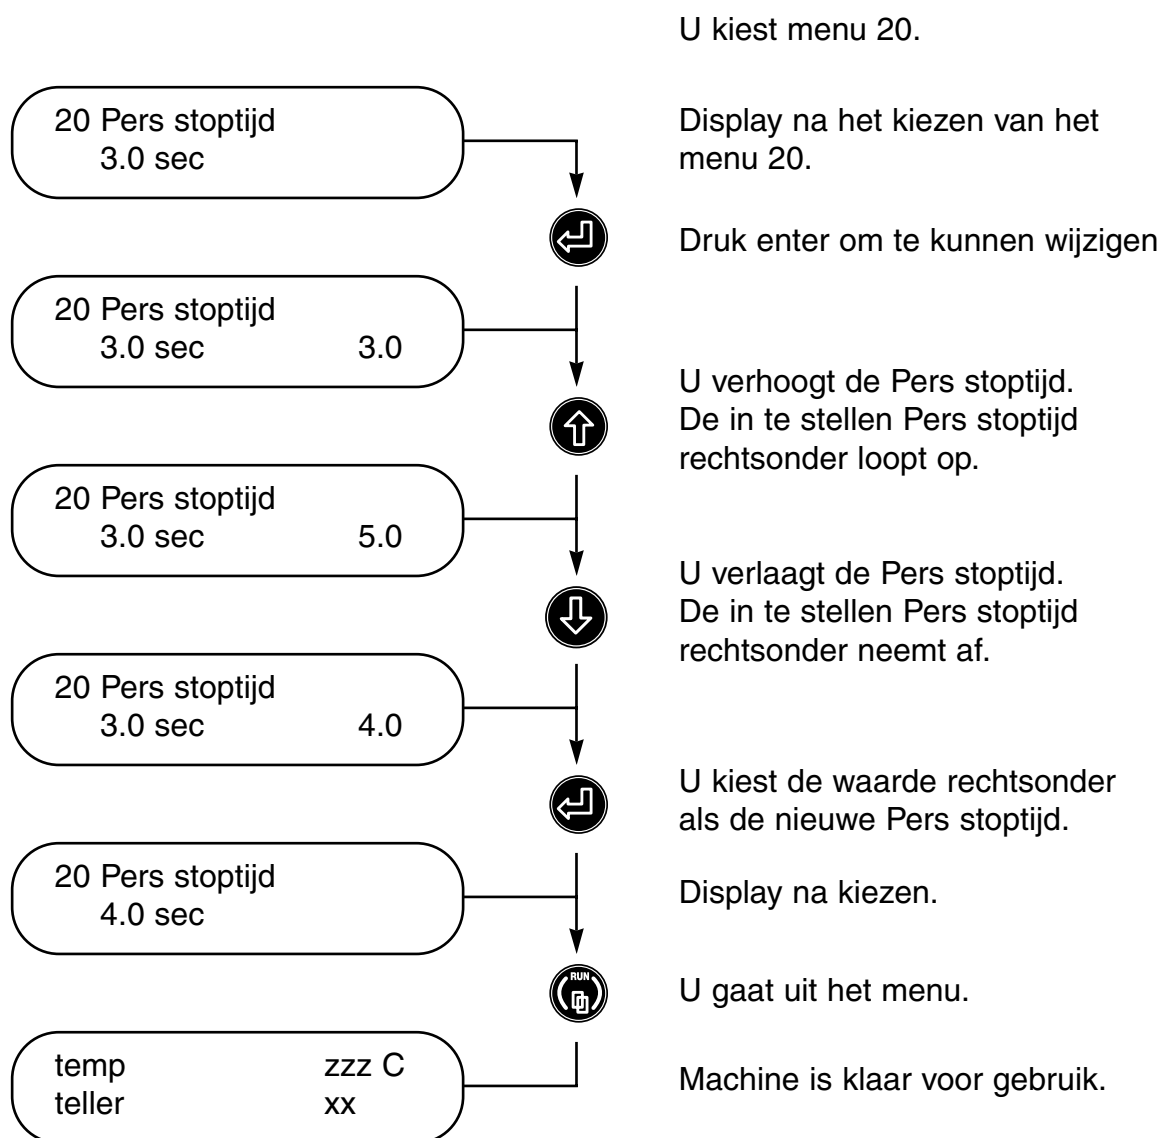 U kiest menu 20.
20 Pers stoptijd
3.0 sec
Display na het kiezen van het
menu 20.
Druk enter om te kunnen wijzigen
20 Pers stoptijd
3.0 sec 3.0
U verhoogt de Pers stoptijd.
De in te stellen Pers stoptijd
rechtsonder loopt op.
20 Pers stoptijd
3.0 sec 5.0
U verlaagt de Pers stoptijd.
De in te stellen Pers stoptijd
rechtsonder neemt af.
20 Pers stoptijd
3.0 sec 4.0
U kiest de waarde rechtsonder
als de nieuwe Pers stoptijd.
20 Pers stoptijd
4.0 sec
Display na kiezen.
RUN
U gaat uit het menu.
temp zzz C
teller xx
Machine is klaar voor gebruik.